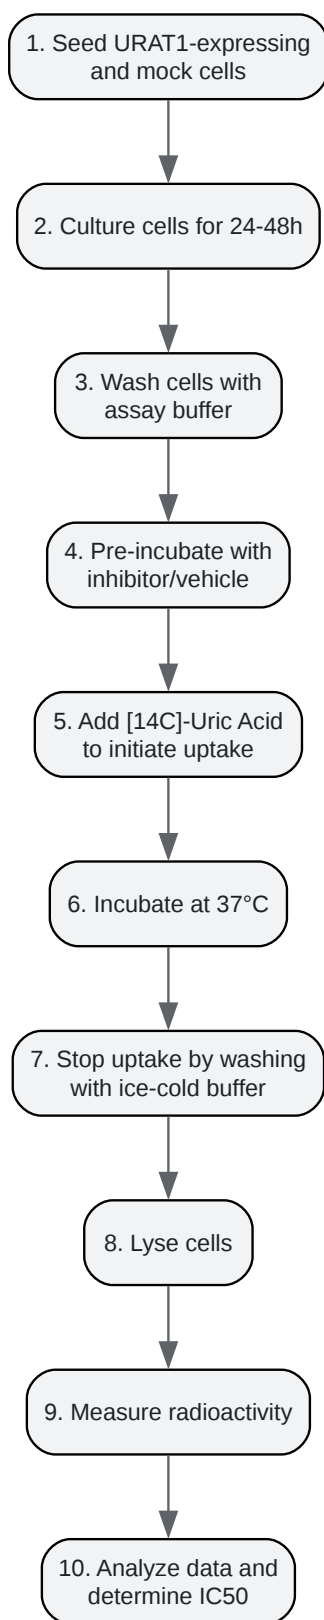 1. Seed URAT1-expressing
and mock cells
2. Culture cells for 24-48h
3. Wash cells with
assay buffer
4. Pre-incubate with
inhibitor/vehicle
5. Add [14C]-Uric Acid
to initiate uptake
6. Incubate at 37°C
7. Stop uptake by washing
with ice-cold buffer
8. Lyse cells
9. Measure radioactivity
10. Analyze data and
determine IC50